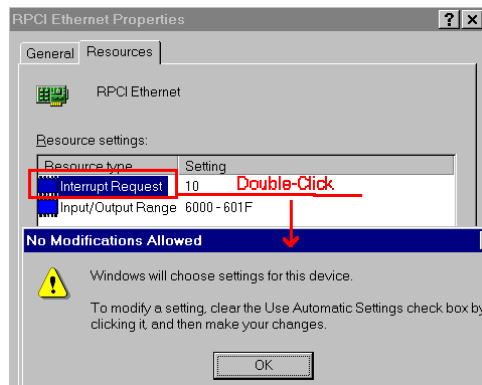 RPCI Ethernet Properties
General Resources
RPCI Ethernet
Resource settings:
Resource type Setting
Interrupt Request 10 Double-Click
Input/Output Range 6000 - 601F
No Modifications Allowed
Windows will choose settings for this device.
To modify a setting, clear the Use Automatic Settings check box by
clicking it, and then make your changes.
OK